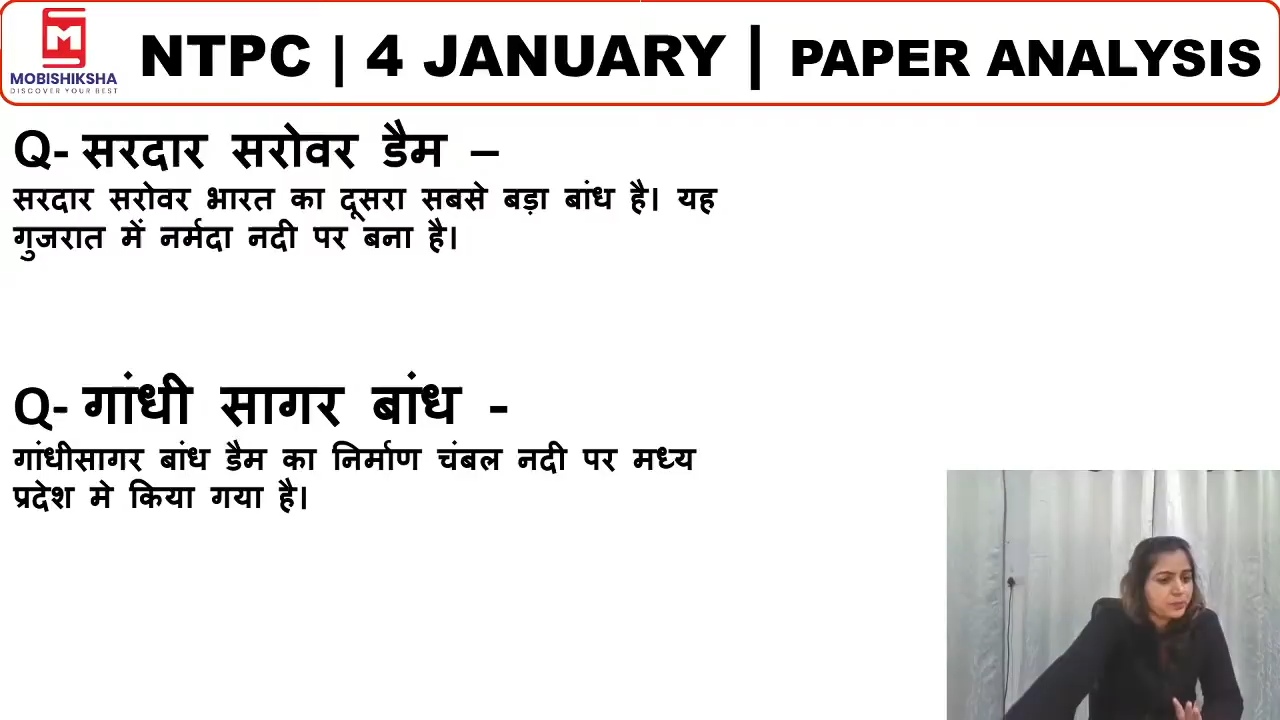 MOBISHIKSHA
DISCOVER YOUR BEST
NTPC | 4 JANUARY | PAPER ANALYSIS
Q- सरदार सरोवर डैम –
सरदार सरोवर भारत का दूसरा सबसे बड़ा बांध है। यह
गुजरात में नर्मदा नदी पर बना है।
Q- गांधी सागर बांध -
गांधीसागर बांध डैम का निर्माण चंबल नदी पर मध्य
प्रदेश मे किया गया है।